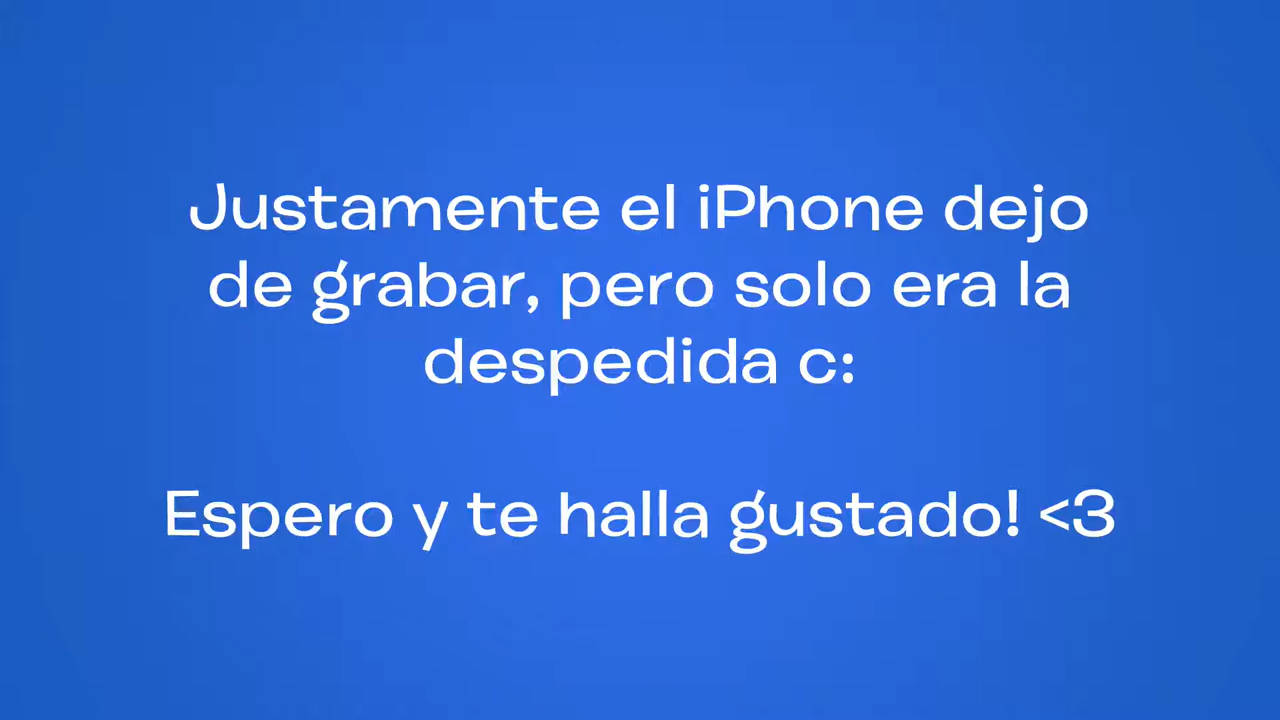 Justamente el iPhone dejo
de grabar, pero solo era la
despedida c:
Espero y te halla gustado! <3